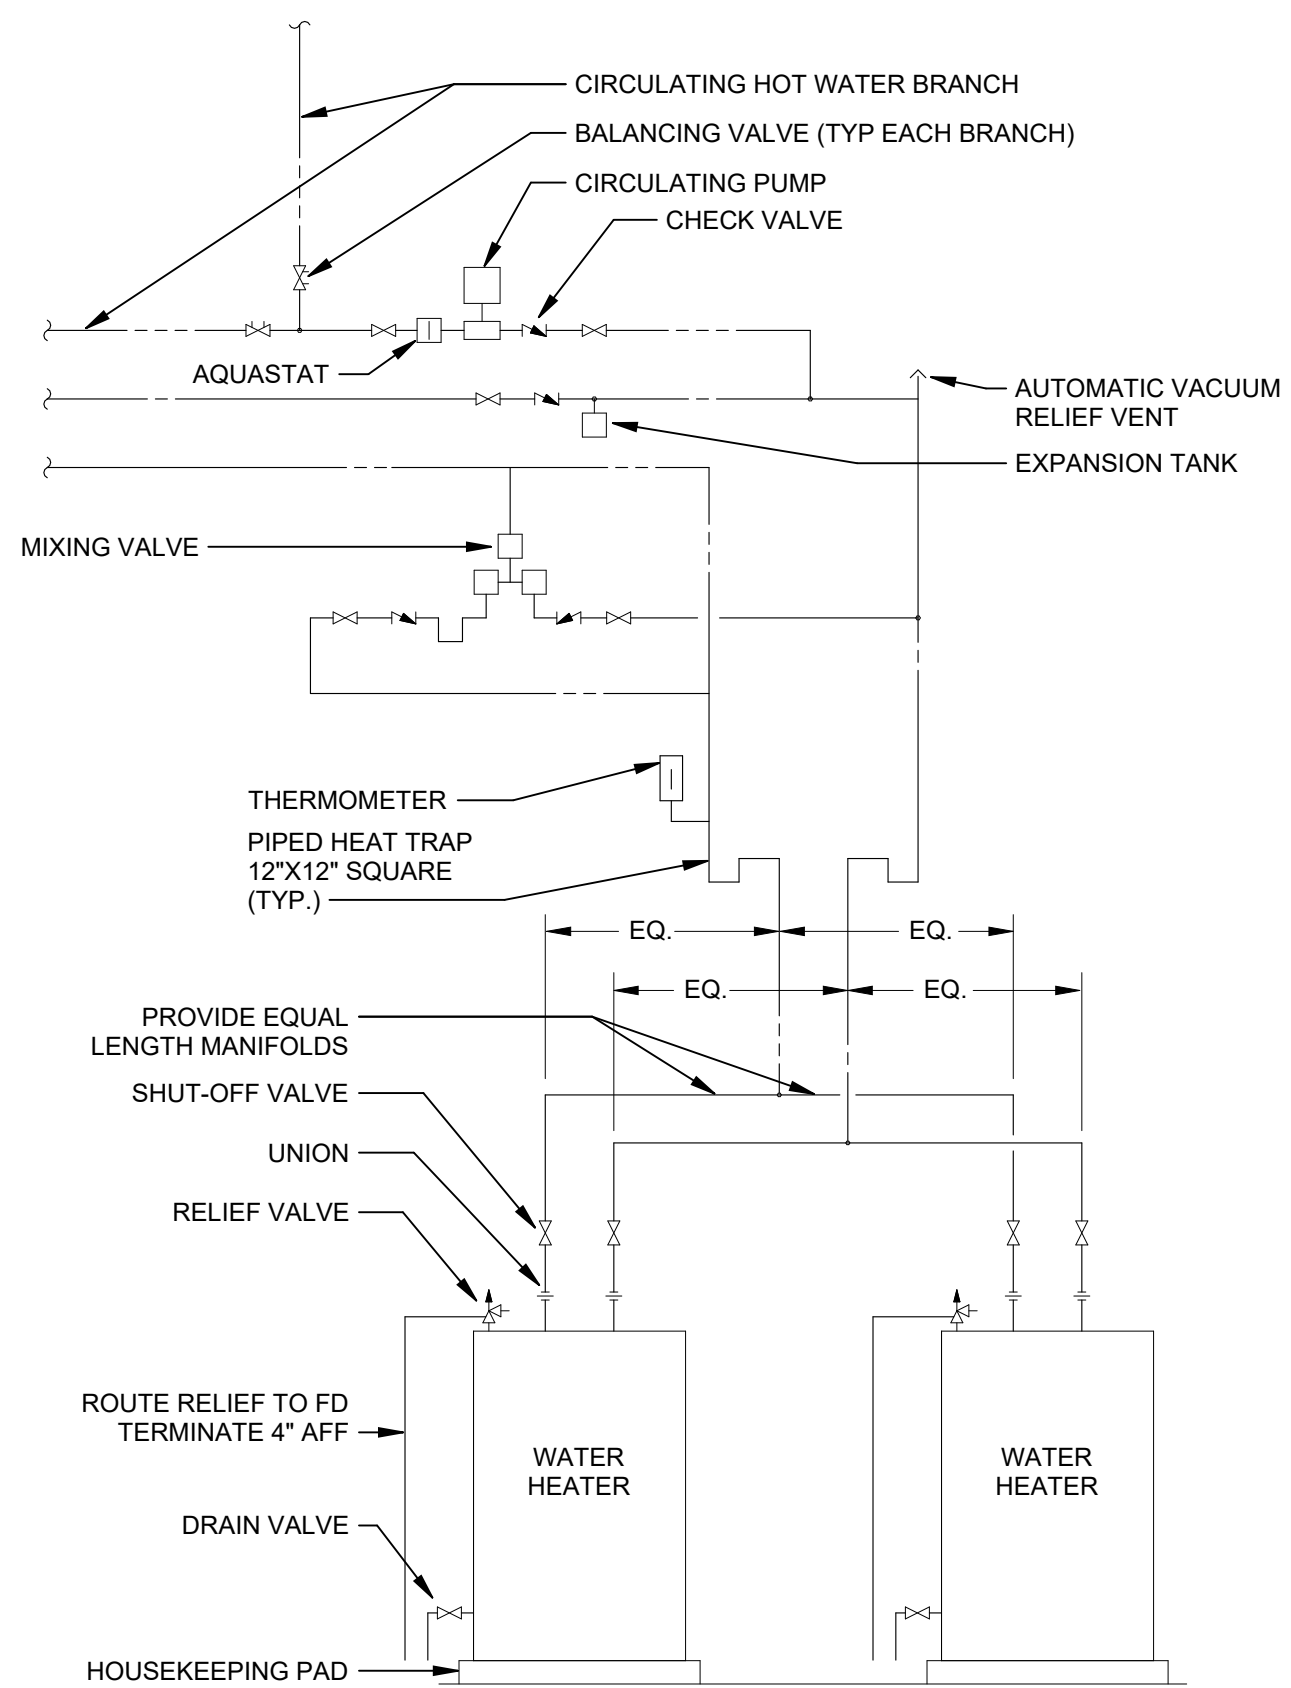 CIRCULATING HOT WATER BRANCH
BALANCING VALVE (TYP EACH BRANCH)
CIRCULATING PUMP
CHECK VALVE
AQUASTAT
AUTOMATIC VACUUM
RELIEF VENT
EXPANSION TANK
MIXING VALVE
THERMOMETER
PIPED HEAT TRAP
12"X12" SQUARE
(TYP.)
EQ.
EQ.
EQ.
EQ.
PROVIDE EQUAL
LENGTH MANIFOLDS
SHUT-OFF VALVE
UNION
RELIEF VALVE
ROUTE RELIEF TO FD
TERMINATE 4" AFF
WATER
HEATER
WATER
HEATER
DRAIN VALVE
HOUSEKEEPING PAD